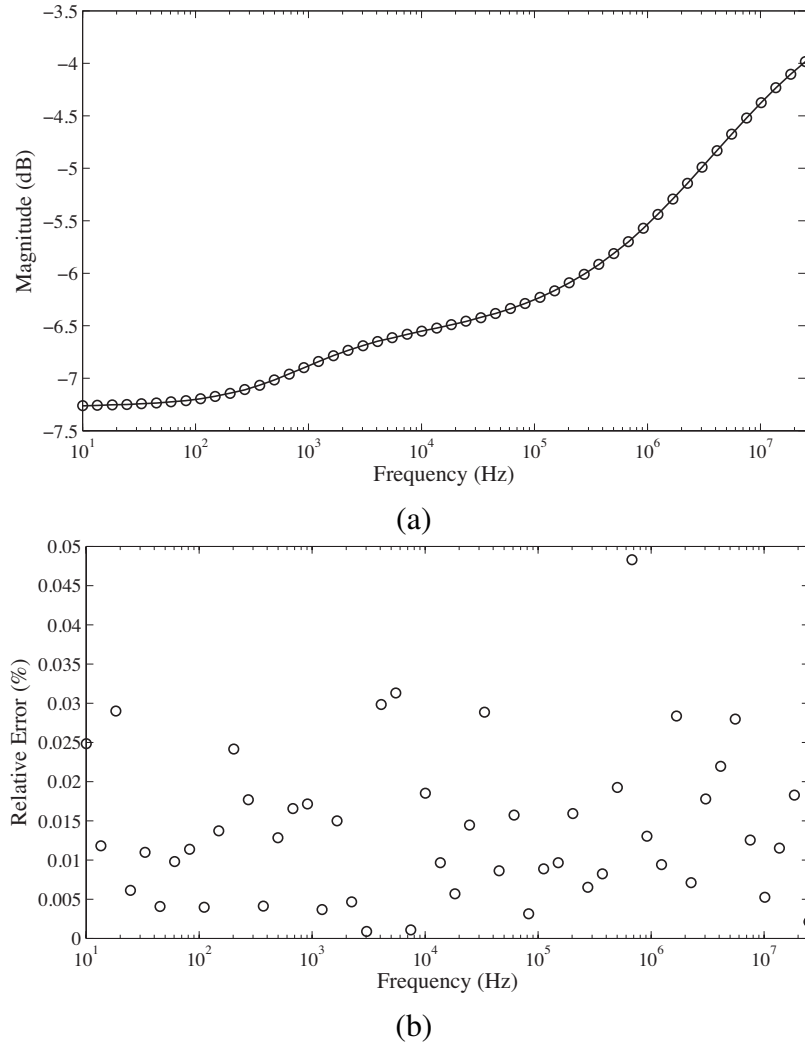 −3.5
−4
−4.5
−5
−5.5
−6
−6.5
−7
−7.5
Magnitude (dB)
10^1 10^2 10^3 10^4 10^5 10^6 10^7
Frequency (Hz)
(a)
0.05
0.045
0.04
0.035
0.03
0.025
0.02
0.015
0.01
0.005
0
Relative Error (%)
10^1 10^2 10^3 10^4 10^5 10^6 10^7
Frequency (Hz)
(b)